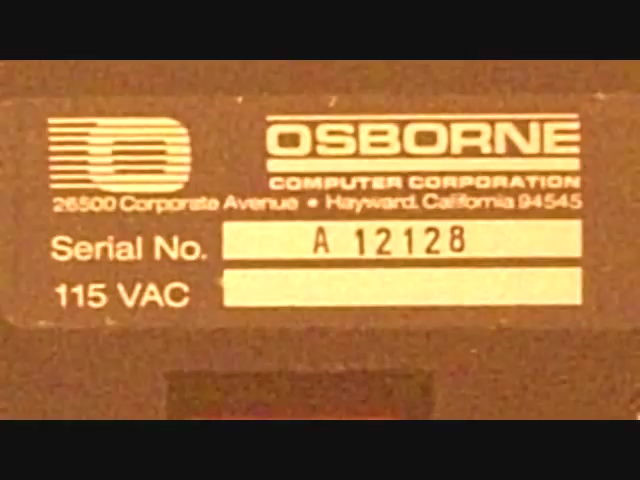 OSBORNE
COMPUTER CORPORATION
26500 Corporate Avenue • Hayward, California 94545
Serial No. A 12128
115 VAC